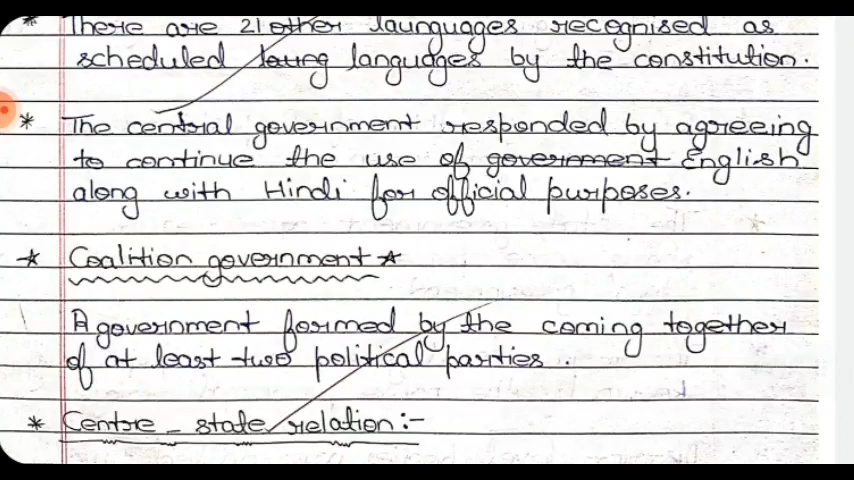 * There are 21 other launguages recognised as
scheduled laung languages by the constitution.
* The central government responded by agreeing
to continue the use of government English
along with Hindi for official purposes.
* Coalition government *
A government formed by the coming together
of at least two political parties.
* Centre - state relation:-